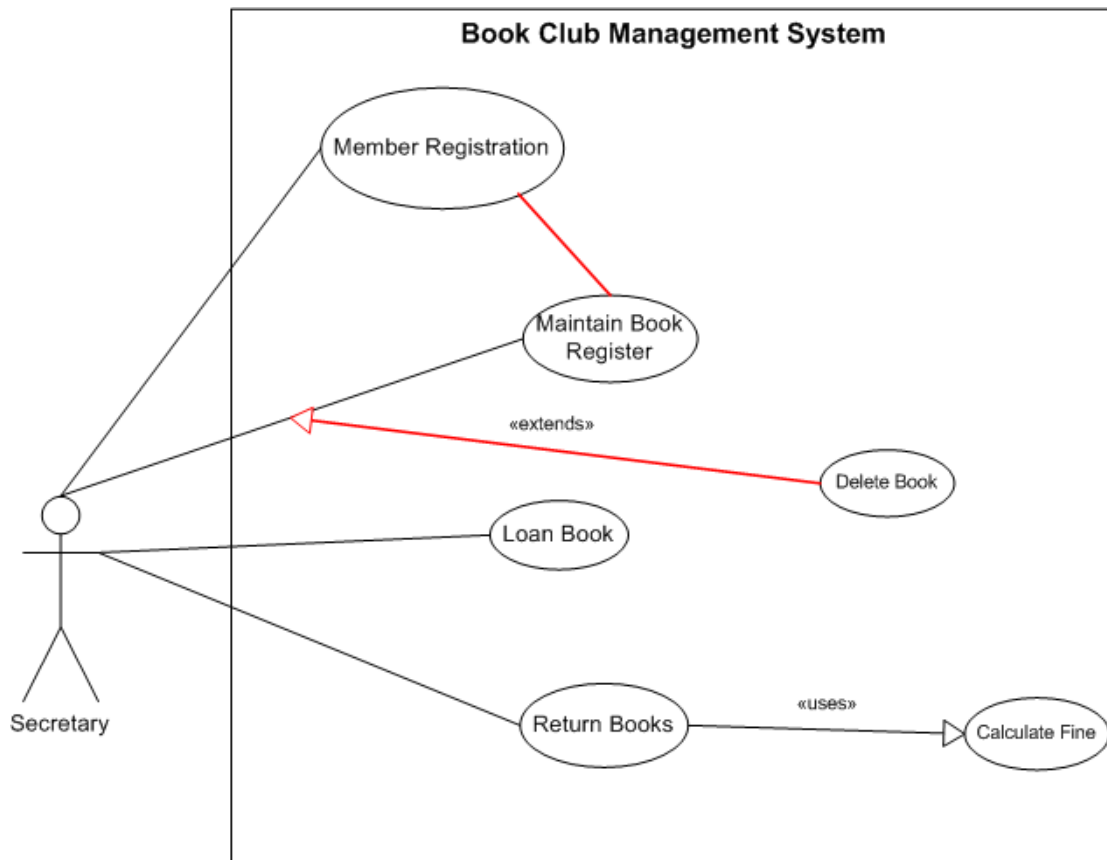 Book Club Management System
Member Registration
Maintain Book
Register
«extends»
Delete Book
Loan Book
Secretary
Return Books
«uses»
Calculate Fine